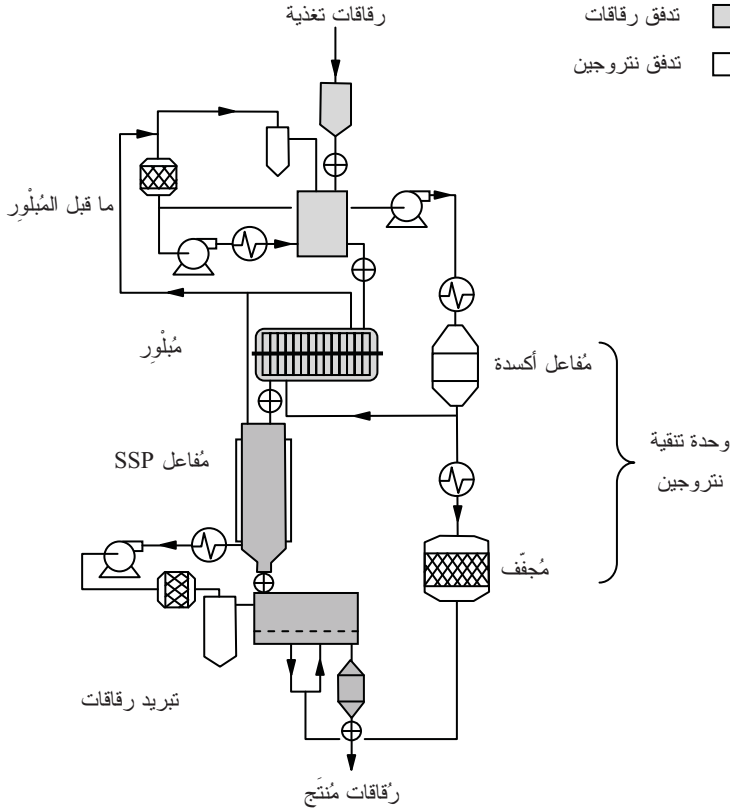 رقاقات تغذية
تدفق رقاقات
تدفق نتروجين
ما قبل المُبلْوِر
مُبلْوِر
مُفاعل أكسدة
وحدة تنقية
نتروجين
مُفاعل SSP
مُجفّف
تبريد رقاقات
رُقاقات مُنتَج